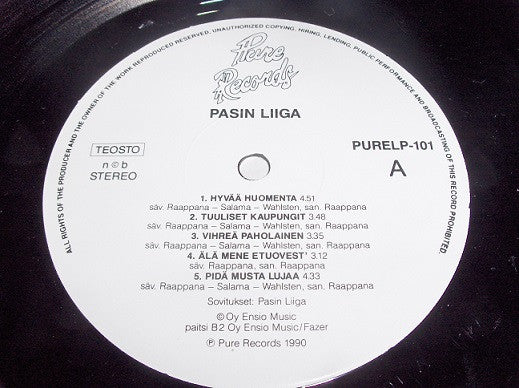 ALL RIGHTS OF THE PRODUCER AND THE OWNER OF THE WORK REPRODUCED RESERVED. UNAUTHORIZED COPYING, HIRING, LENDING, PUBLIC PERFORMANCE AND BROADCASTING OF THIS RECORD PROHIBITED.
Pure
Records
PASIN LIIGA
TEOSTO
n©b
STEREO
PURELP-101
A
1. HYVÄÄ HUOMENTA 4.51
säv. Raappana – Salama – Wahlsten, san. Raappana
2. TUULISET KAUPUNGIT 3.48
säv. Raappana – Salama – Wahlsten, san. Raappana
3. VIHREÄ PAHOLAINEN 3.35
säv. Raappana – Salama – Wahlsten, san. Raappana
4. ÄLÄ MENE ETUOVEST' 3.12
säv. Raappana, san. Raappana
5. PIDÄ MUSTA LUJAA 4.33
säv. Raappana – Salama – Wahlsten, san. Raappana
Sovitukset: Pasin Liiga
© Oy Ensio Music
paitsi B2 Oy Ensio Music/Fazer
℗ Pure Records 1990